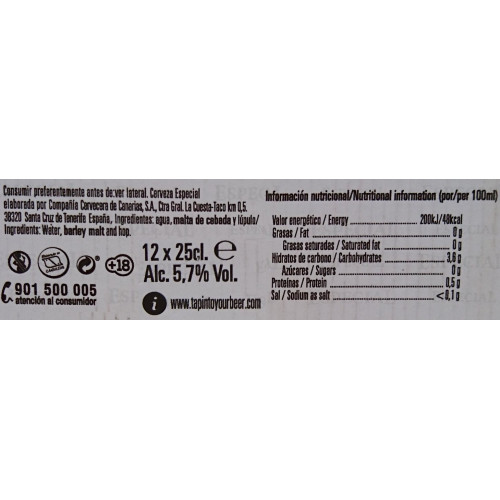 Consumir preferentemente antes de:ver lateral. Cerveza Especial
elaborada por Compañía Cervecera de Canarias, S.A., Ctra Gral. La Cuesta-Taco km 0,5.
38320 Santa Cruz de Tenerife España, Ingredientes: agua, malta de cebada y lúpulo/
Ingredients: Water, barley malt and hop.
+18
901 500 005
atención al consumidor
12 x 25cl. e
Alc. 5,7% Vol.
i www.tapintoyourbeer.com
Información nutricional/Nutritional information (por/per 100ml)
Valor energético / Energy 200kJ/48kcal
Grasas / Fat 0g
Grasas saturadas / Saturated fat 0g
Hidratos de carbono / Carbohydrates 3,6g
Azúcares / Sugars 0g
Proteínas / Protein 0,5g
Sal / Sodium as salt <0,1g